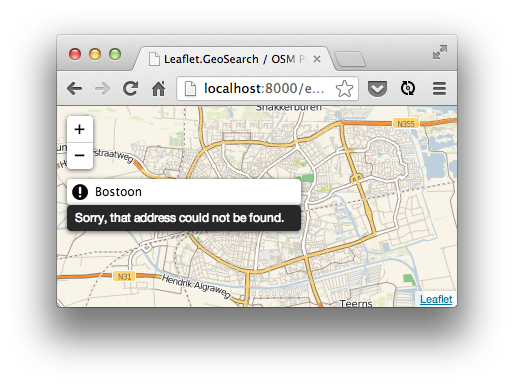 Leaflet.GeoSearch / OSM P
localhost:8000/e...
Snakkerburen
N355
+
straatweg
−
Bostoon
Sorry, that address could not be found.
N31
Hendrik Algraweg
Teerns
Leaflet